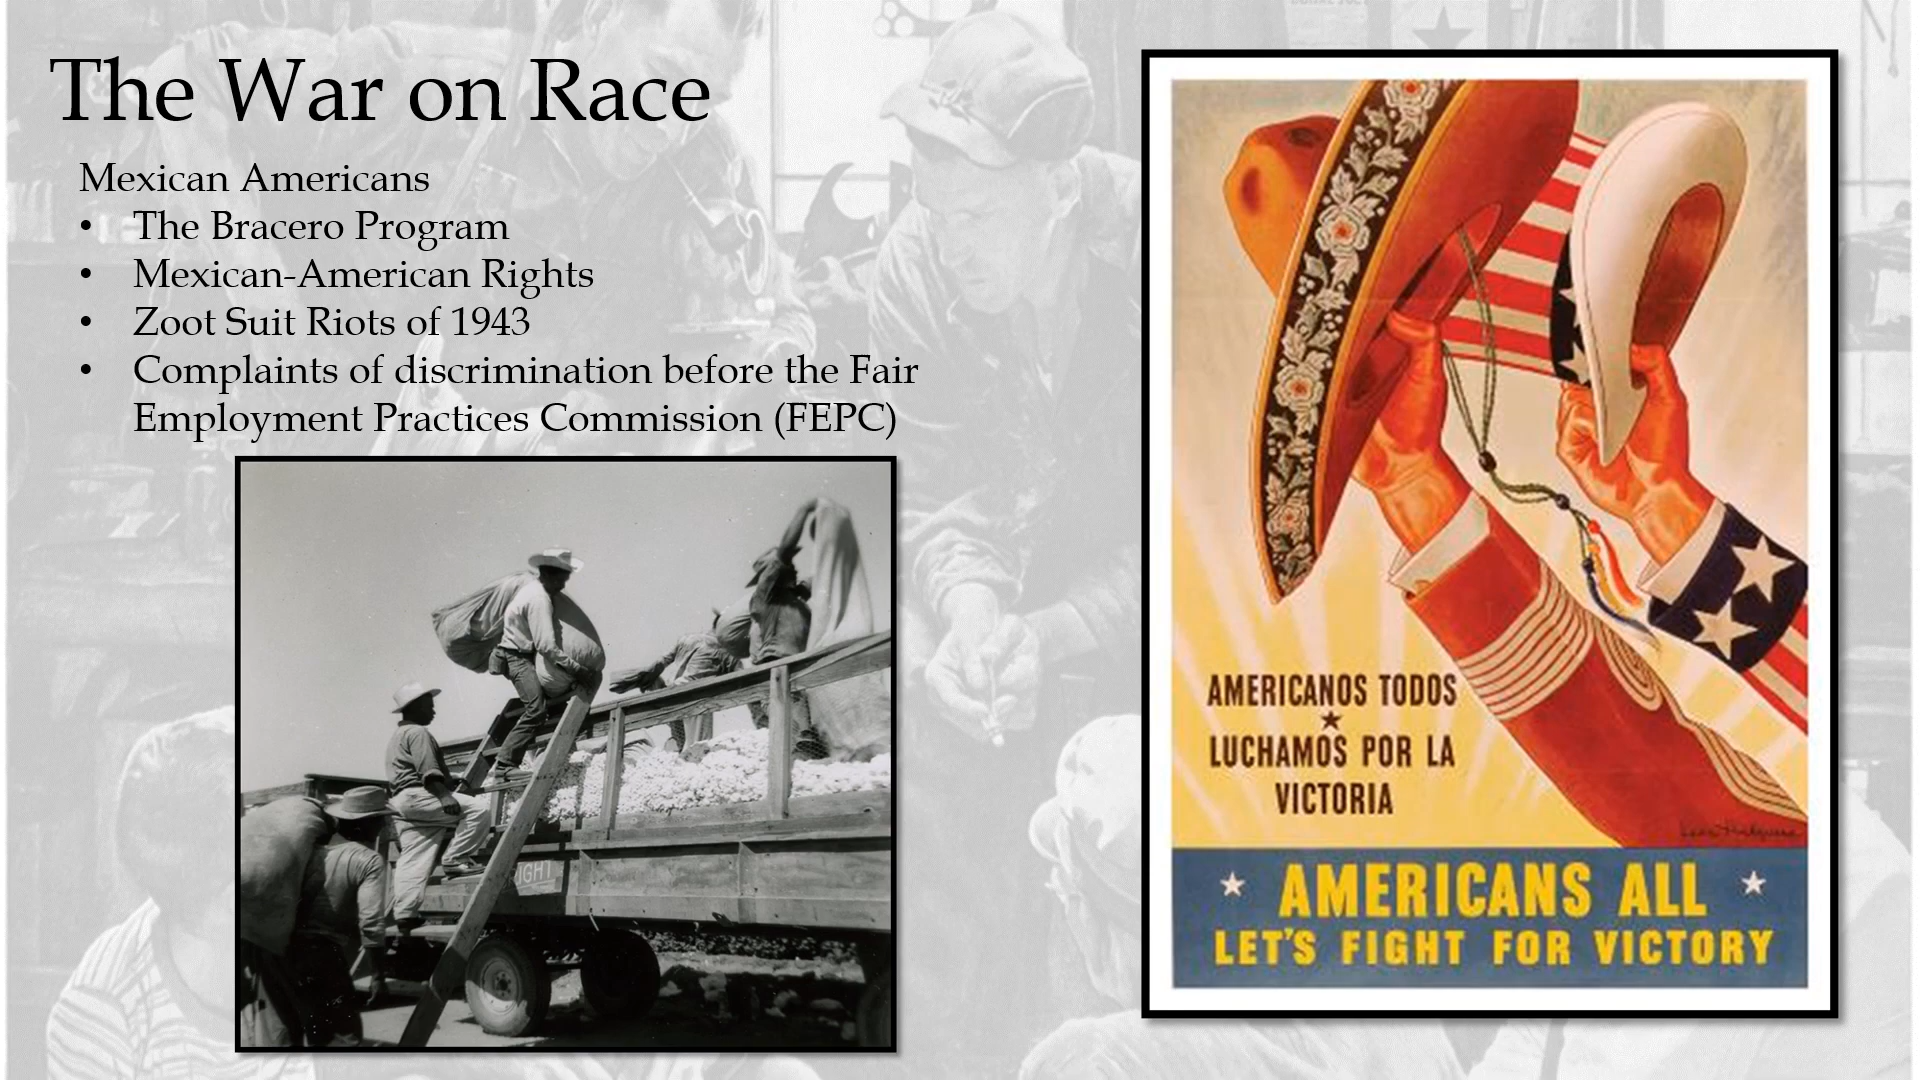 The War on Race
Mexican Americans
• The Bracero Program
• Mexican-American Rights
• Zoot Suit Riots of 1943
• Complaints of discrimination before the Fair
Employment Practices Commission (FEPC)
IGHT
AMERICANOS TODOS
★
LUCHAMOS POR LA
VICTORIA
★ AMERICANS ALL ★
LET'S FIGHT FOR VICTORY